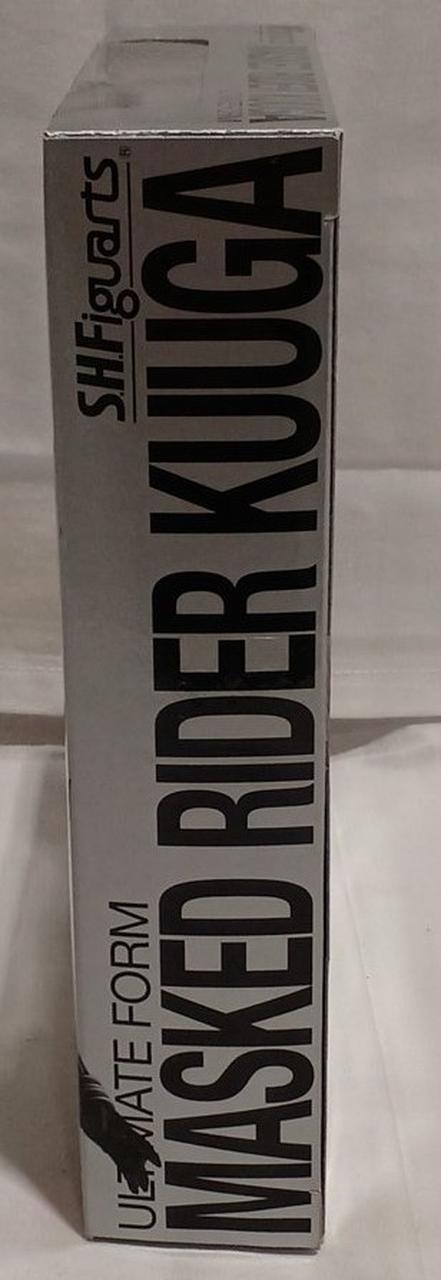 S.H.Figuarts®
ULTIMATE FORM
MASKED RIDER KUUGA